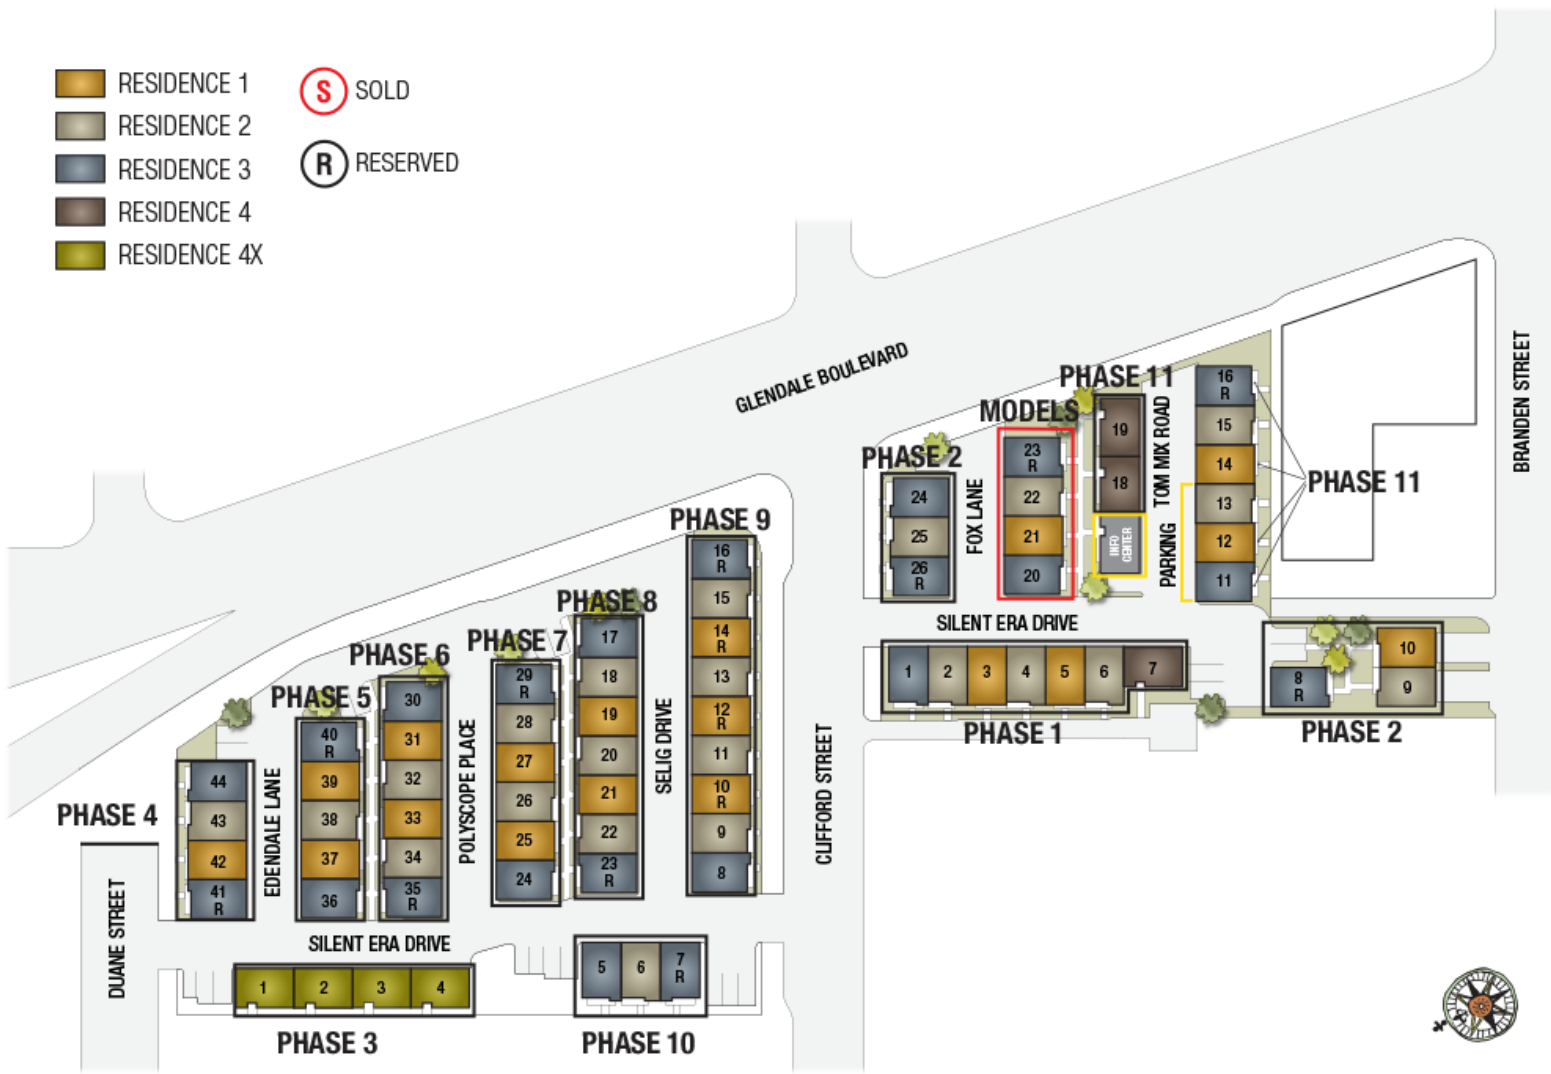 RESIDENCE 1
RESIDENCE 2
RESIDENCE 3
RESIDENCE 4
RESIDENCE 4X
S SOLD
R RESERVED
GLENDALE BOULEVARD
BRANDEN STREET
PHASE 11
MODELS
PHASE 2
TOM MIX ROAD
FOX LANE
PARKING
PHASE 11
16
R
15
14
13
12
11
19
18
INFO
CENTER
23
R
22
21
20
24
25
26
R
SILENT ERA DRIVE
1
2
3
4
5
6
7
PHASE 1
8
R
10
9
PHASE 2
CLIFFORD STREET
PHASE 9
16
R
15
14
R
13
12
R
11
10
R
9
8
SELIG DRIVE
PHASE 8
17
18
19
20
21
22
23
R
PHASE 7
29
R
28
27
26
25
24
POLYSCOPE PLACE
PHASE 6
30
31
32
33
34
35
R
PHASE 5
40
R
39
38
37
36
EDENDALE LANE
PHASE 4
44
43
42
41
R
DUANE STREET
SILENT ERA DRIVE
1
2
3
4
PHASE 3
5
6
7
R
PHASE 10